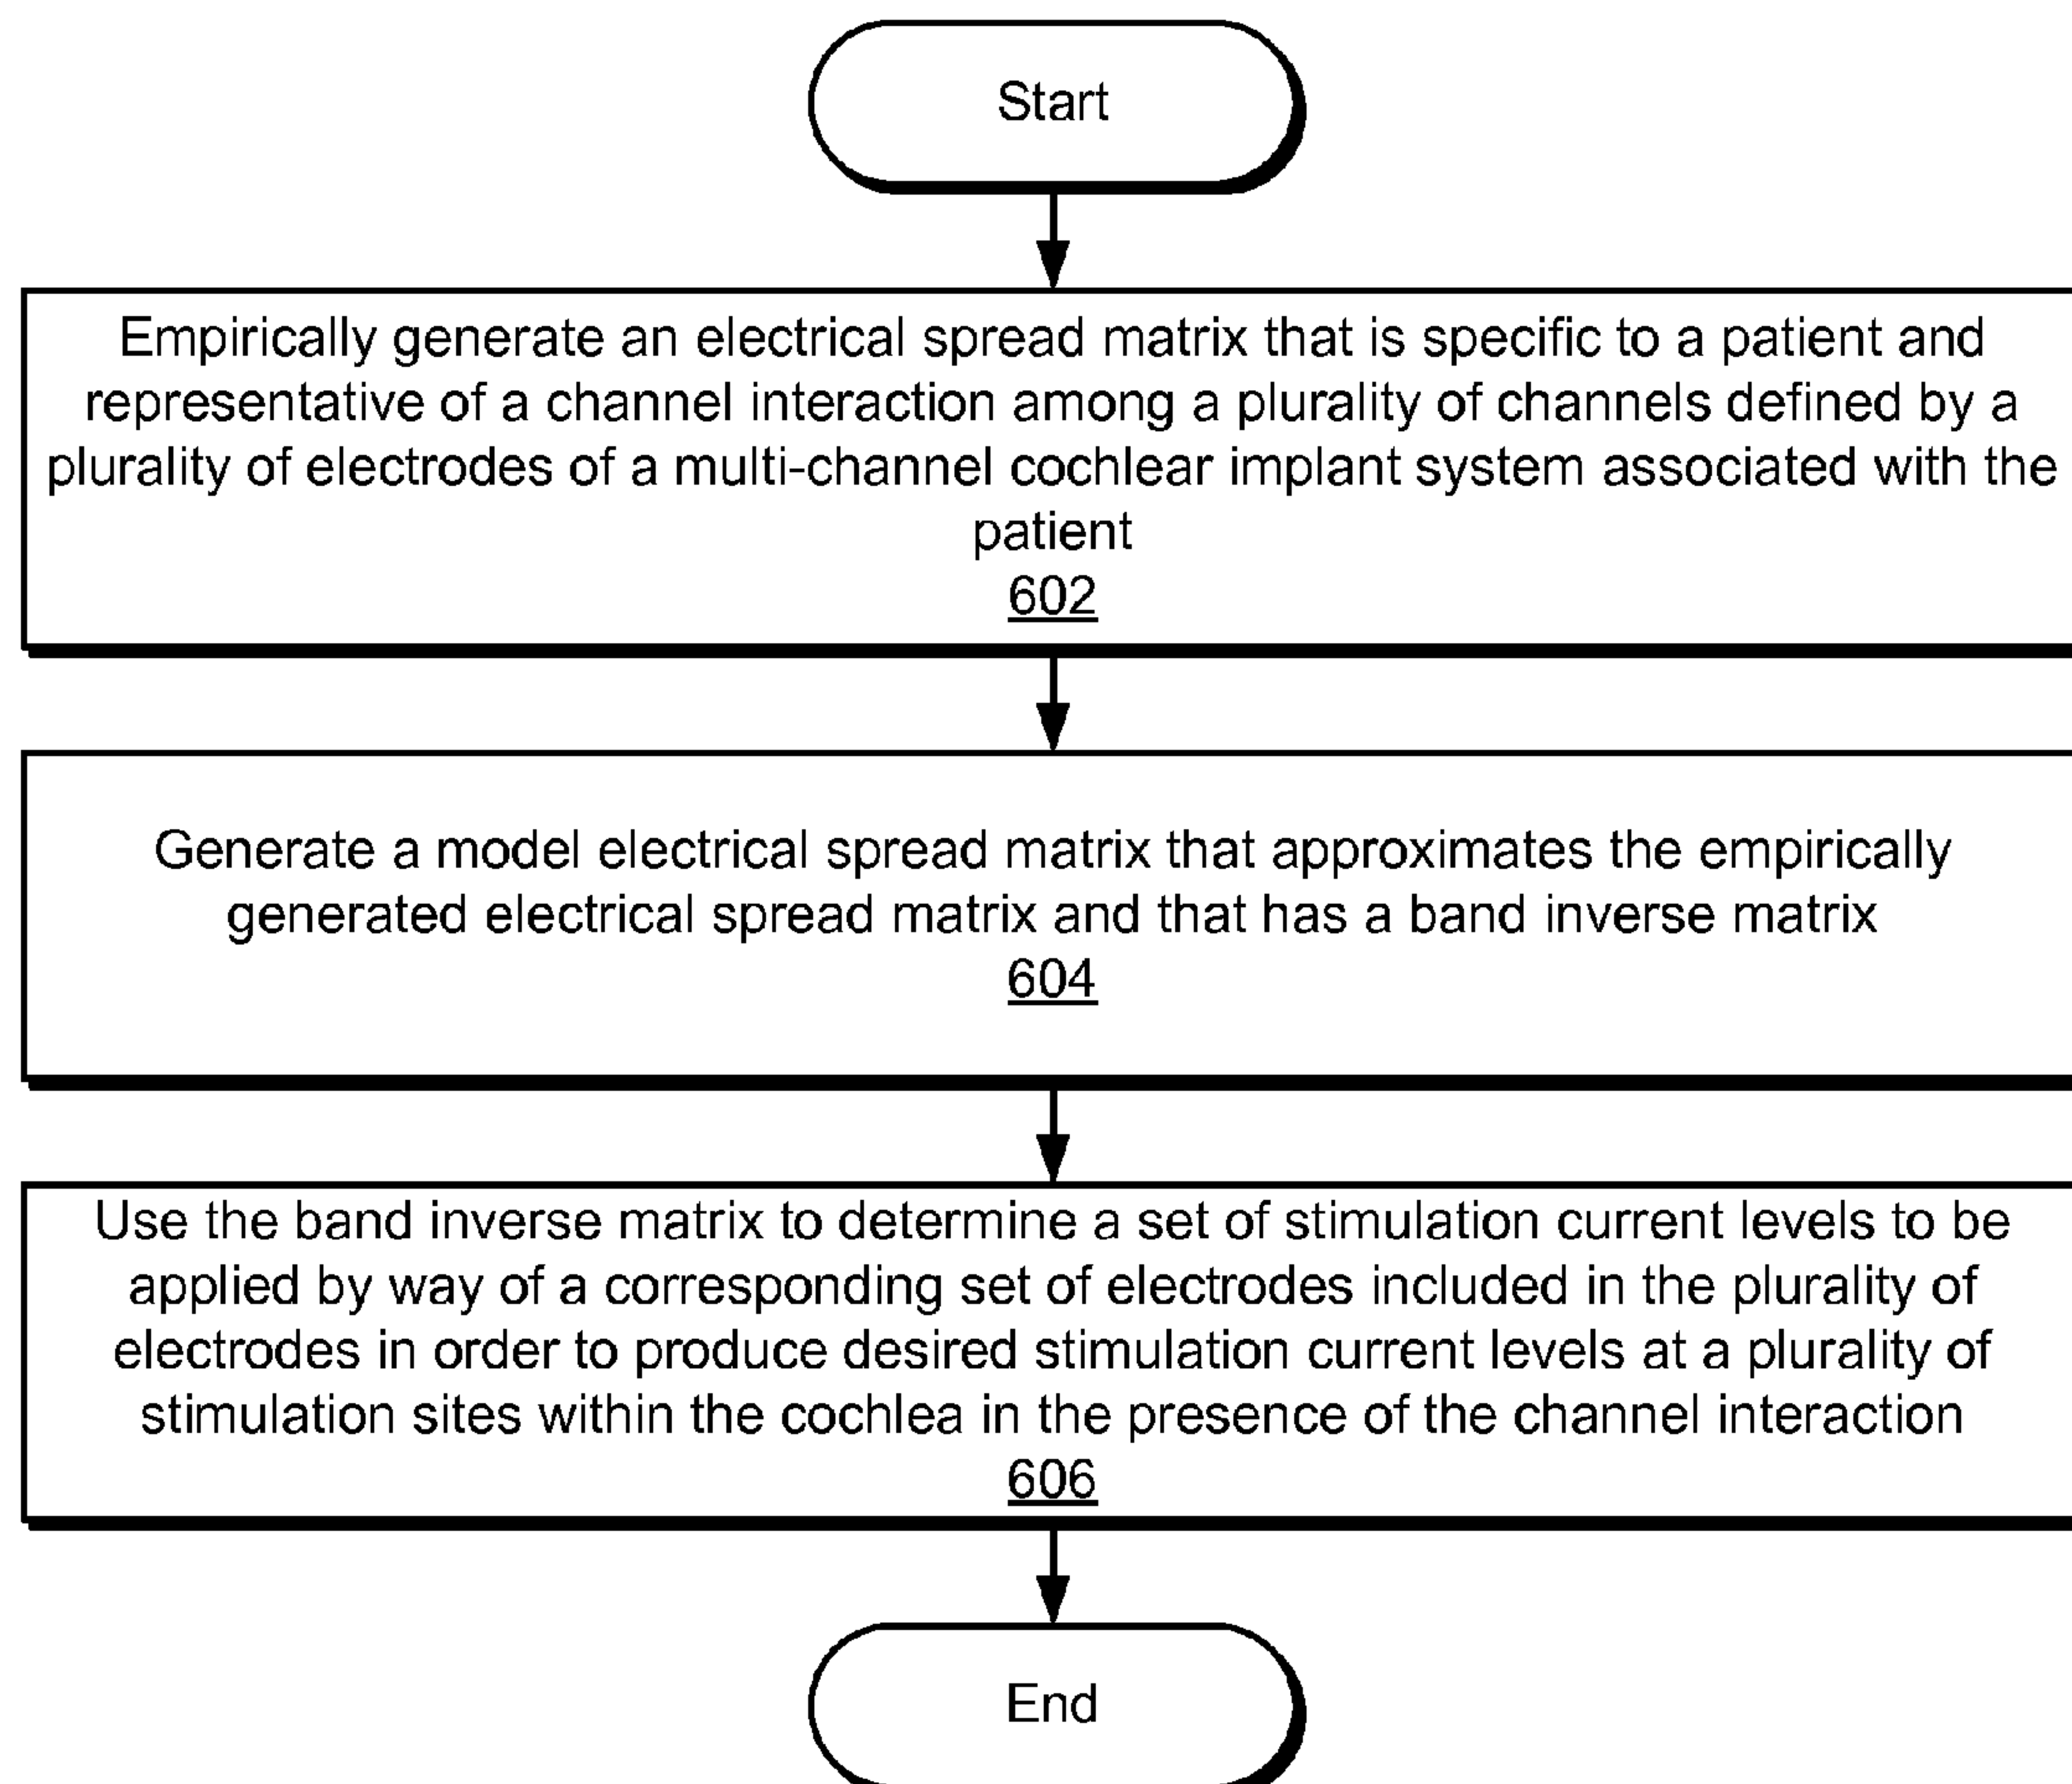 Start
Empirically generate an electrical spread matrix that is specific to a patient and
representative of a channel interaction among a plurality of channels defined by a
plurality of electrodes of a multi-channel cochlear implant system associated with the
patient
602
Generate a model electrical spread matrix that approximates the empirically
generated electrical spread matrix and that has a band inverse matrix
604
Use the band inverse matrix to determine a set of stimulation current levels to be
applied by way of a corresponding set of electrodes included in the plurality of
electrodes in order to produce desired stimulation current levels at a plurality of
stimulation sites within the cochlea in the presence of the channel interaction
606
End